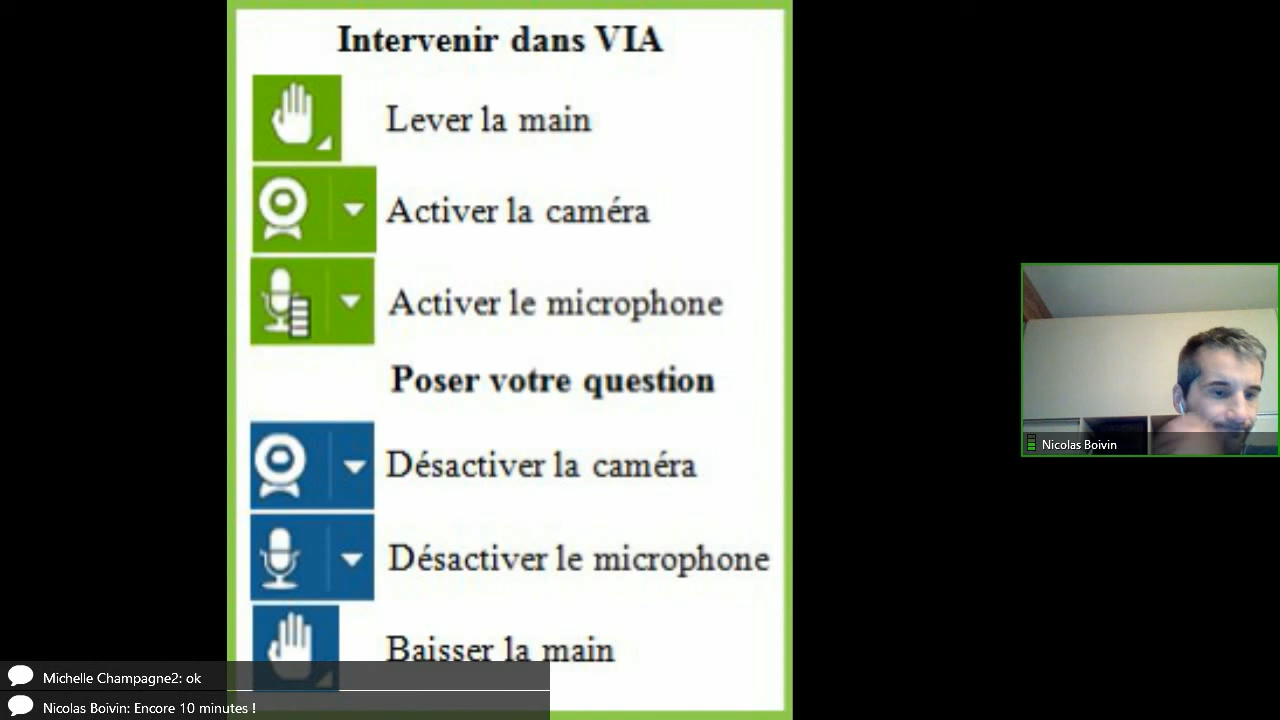 Intervenir dans VIA
Lever la main
Activer la caméra
Activer le microphone
Poser votre question
Désactiver la caméra
Désactiver le microphone
Baisser la main
Nicolas Boivin
Michelle Champagne2: ok
Nicolas Boivin: Encore 10 minutes !